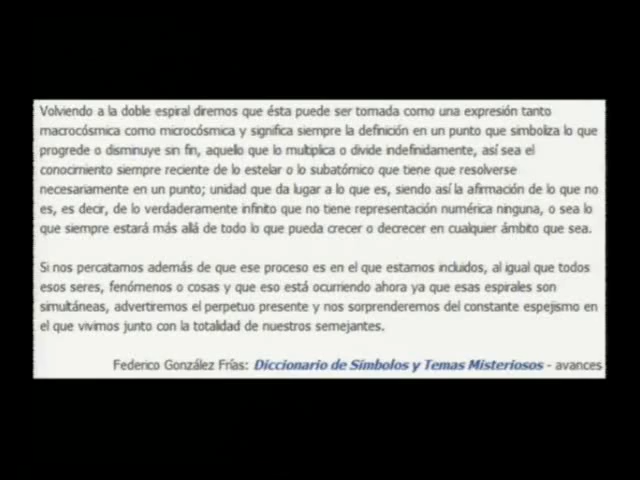 Volviendo a la doble espiral diremos que ésta puede ser tomada como una expresión tanto
macrocósmica como microcósmica y significa siempre la definición en un punto que simboliza lo que
progrede o disminuye sin fin, aquello que lo multiplica o divide indefinidamente, así sea el
conocimiento siempre reciente de lo estelar o lo subatómico que tiene que resolverse
necesariamente en un punto; unidad que da lugar a lo que es, siendo así la afirmación de lo que no
es, es decir, de lo verdaderamente infinito que no tiene representación numérica ninguna, o sea lo
que siempre estará más allá de todo lo que pueda crecer o decrecer en cualquier ámbito que sea.
Si nos percatamos además de que ese proceso es en el que estamos incluidos, al igual que todos
esos seres, fenómenos o cosas y que eso está ocurriendo ahora ya que esas espirales son
simultáneas, advertiremos el perpetuo presente y nos sorprenderemos del constante espejismo en
el que vivimos junto con la totalidad de nuestros semejantes.
Federico González Frías: Diccionario de Símbolos y Temas Misteriosos - avances